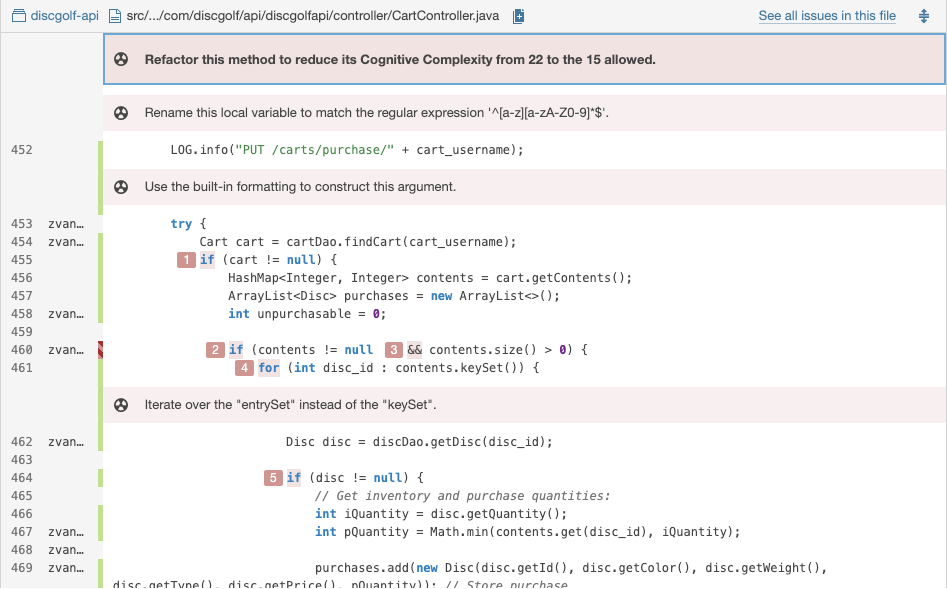 discgolf-api src/.../com/discgolf/api/discgolfapi/controller/CartController.java See all issues in this file
Refactor this method to reduce its Cognitive Complexity from 22 to the 15 allowed.
Rename this local variable to match the regular expression '^[a-z][a-zA-Z0-9]*$'.
452 LOG.info("PUT /carts/purchase/" + cart_username);
Use the built-in formatting to construct this argument.
453 zvan… try {
454 zvan… Cart cart = cartDao.findCart(cart_username);
455 1 if (cart != null) {
456 HashMap<Integer, Integer> contents = cart.getContents();
457 ArrayList<Disc> purchases = new ArrayList<>();
458 zvan… int unpurchasable = 0;
459
460 zvan… 2 if (contents != null 3 && contents.size() > 0) {
461 4 for (int disc_id : contents.keySet()) {
Iterate over the "entrySet" instead of the "keySet".
462 zvan… Disc disc = discDao.getDisc(disc_id);
463
464 5 if (disc != null) {
465 // Get inventory and purchase quantities:
466 int iQuantity = disc.getQuantity();
467 zvan… int pQuantity = Math.min(contents.get(disc_id), iQuantity);
468 zvan…
469 zvan… purchases.add(new Disc(disc.getId(), disc.getColor(), disc.getWeight(),
disc.getType(), disc.getPrice(), pQuantity)); // Store purchase